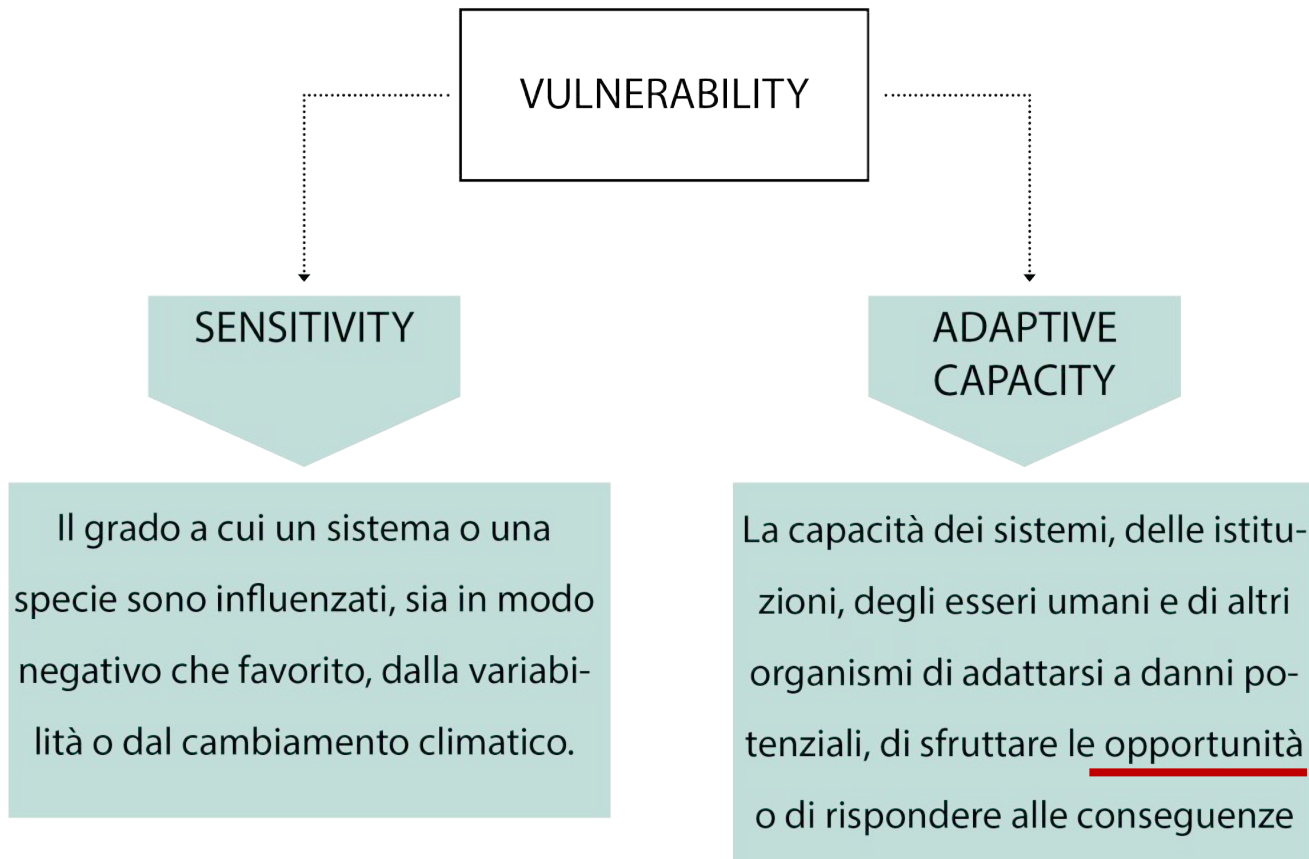 VULNERABILITY
SENSITIVITY
Il grado a cui un sistema o una
specie sono influenzati, sia in modo
negativo che favorito, dalla variabi-
lità o dal cambiamento climatico.
ADAPTIVE
CAPACITY
La capacità dei sistemi, delle istitu-
zioni, degli esseri umani e di altri
organismi di adattarsi a danni po-
tenziali, di sfruttare le opportunità
o di rispondere alle conseguenze